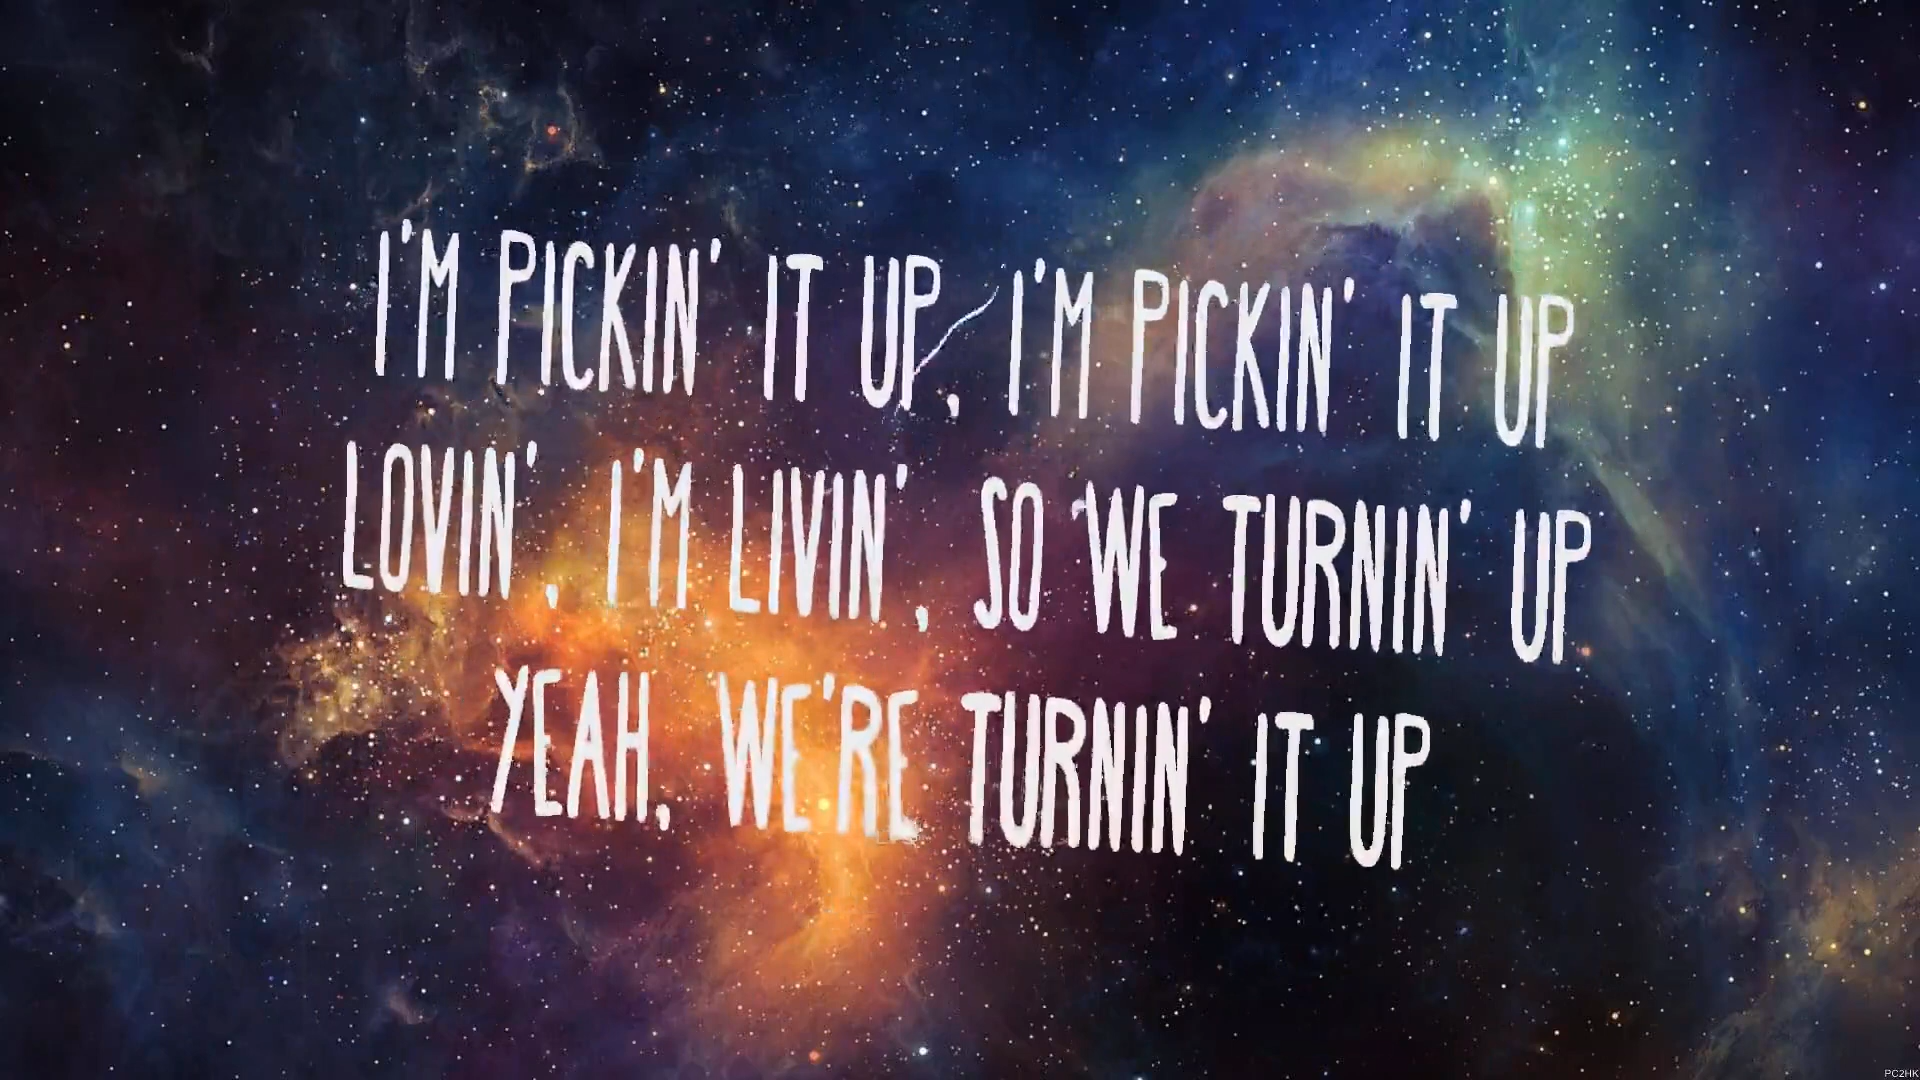 I'M PICKIN' IT UP, I'M PICKIN' IT UP
LOVIN', I'M LIVIN', SO WE TURNIN' UP
YEAH, WE'RE TURNIN' IT UP
PC2HK